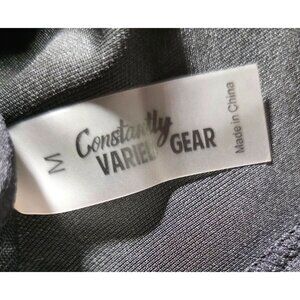 M
Constantly
VARIED GEAR
Made in China